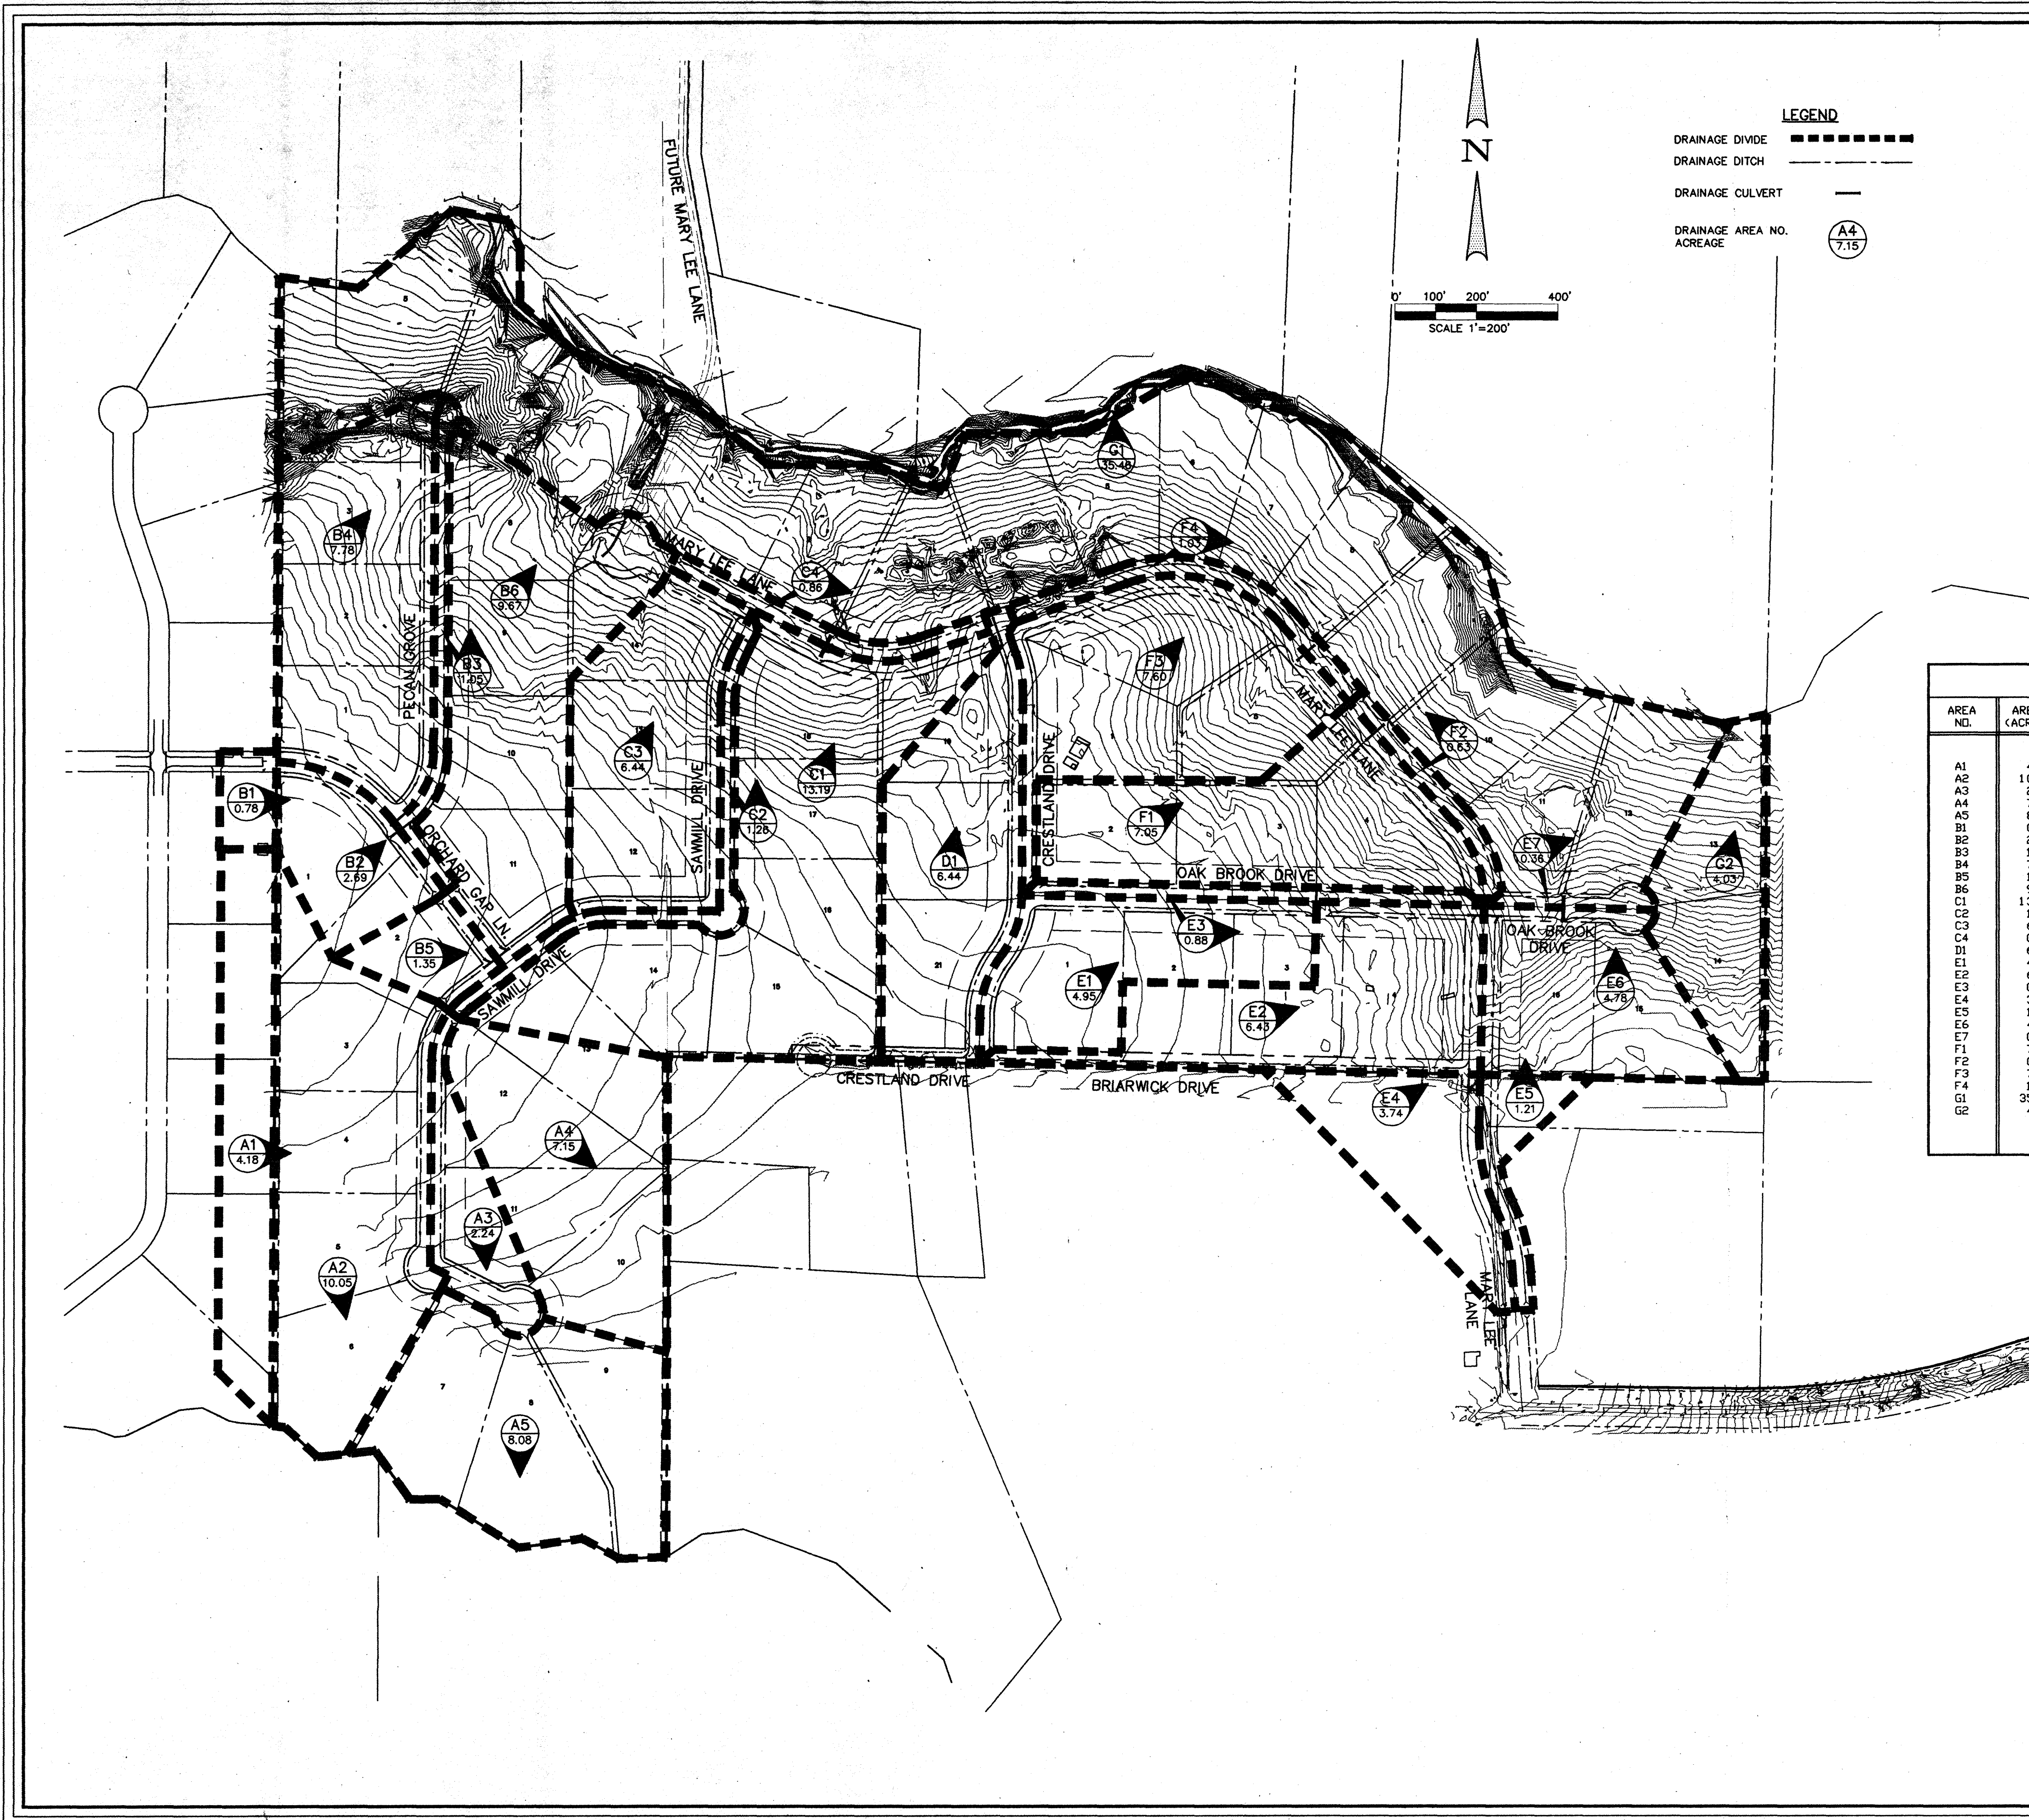 LEGEND
DRAINAGE DIVIDE
DRAINAGE DITCH
DRAINAGE CULVERT
DRAINAGE AREA NO.
ACREAGE
A4
7.15
N
0'
100'
200'
400'
SCALE 1"=200'
FUTURE MARY LEE LANE
G1
35.48
B4
7.78
F4
1.03
MARY LEE LANE
C4
0.86
B6
9.67
PECAN GROVE
B3
1.05
F3
7.60
MARY LEE LANE
F2
0.63
C3
6.44
SAWMILL DRIVE
C1
13.19
CRESTLAND DRIVE
B1
0.78
C2
1.26
F1
7.05
ORCHARD GAP LN.
B2
2.69
D1
6.44
E7
0.36
G2
4.03
OAK BROOK DRIVE
B5
1.35
E3
0.88
OAK BROOK
DRIVE
SAWMILL DRIVE
E1
4.95
E2
6.43
E6
4.78
CRESTLAND DRIVE
BRIARWICK DRIVE
E4
3.74
E5
1.21
A1
4.18
A4
7.15
A3
2.24
A2
10.05
MARY LEE
LANE
A5
8.08
AREA
NO.
A1
A2
A3
A4
A5
B1
B2
B3
B4
B5
B6
C1
C2
C3
C4
D1
E1
E2
E3
E4
E5
E6
E7
F1
F2
F3
F4
G1
G2